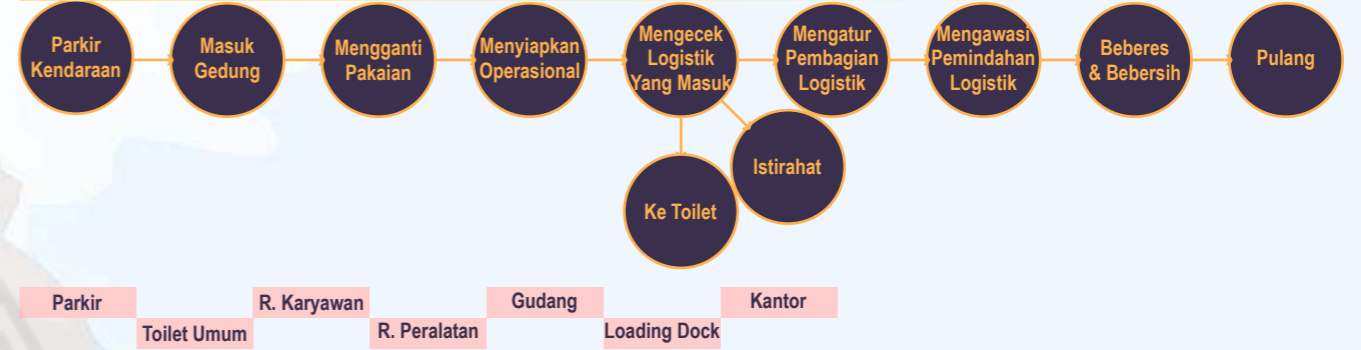 Parkir
Kendaraan
Masuk
Gedung
Mengganti
Pakaian
Menyiapkan
Operasional
Mengecek
Logistik
Yang Masuk
Mengatur
Pembagian
Logistik
Mengawasi
Pemindahan
Logistik
Beberes
& Bebersih
Pulang
Istirahat
Ke Toilet
Parkir
Toilet Umum
R. Karyawan
R. Peralatan
Gudang
Loading Dock
Kantor